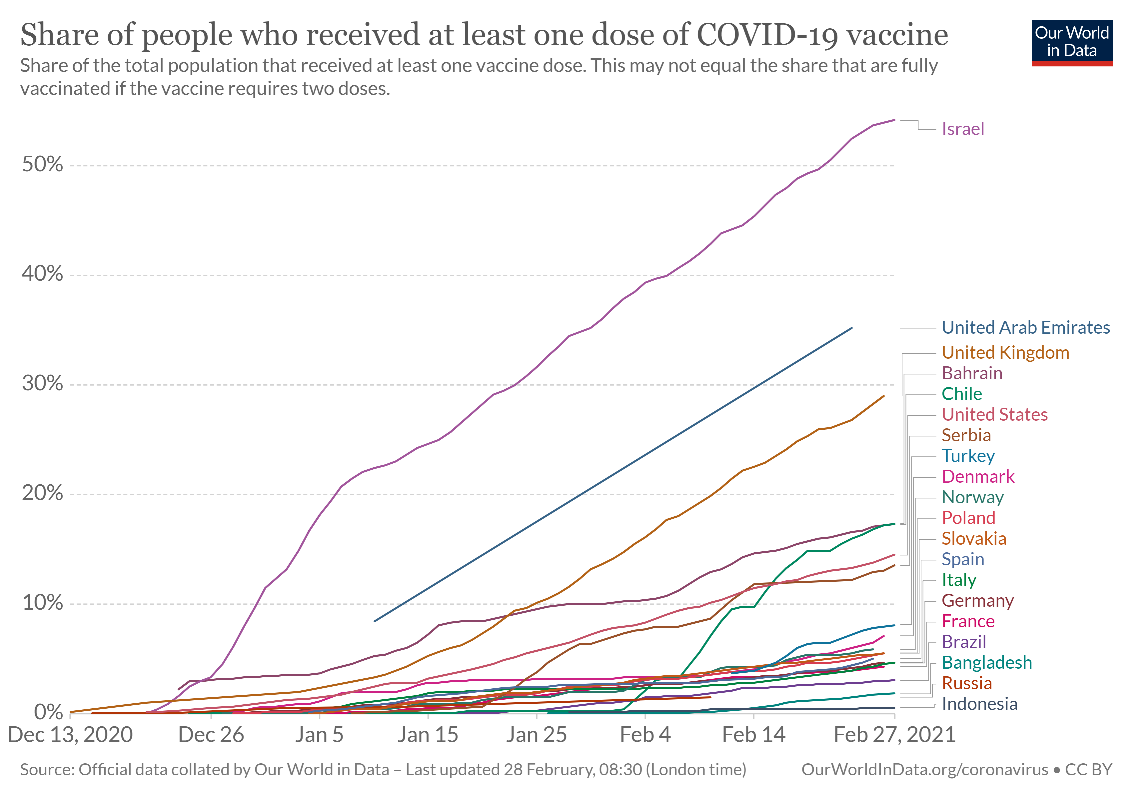 Share of people who received at least one dose of COVID-19 vaccine
Our World
in Data
Share of the total population that received at least one vaccine dose. This may not equal the share that are fully
vaccinated if the vaccine requires two doses.
Israel
50%
40%
United Arab Emirates
United Kingdom
Bahrain
30%
Chile
United States
Serbia
Turkey
Denmark
20%
Norway
Poland
Slovakia
Spain
Italy
10%
Germany
France
Brazil
Bangladesh
Russia
Indonesia
0%
Dec 13, 2020
Dec 26
Jan 5
Jan 15
Jan 25
Feb 4
Feb 14
Feb 27, 2021
Source: Official data collated by Our World in Data – Last updated 28 February, 08:30 (London time)
OurWorldInData.org/coronavirus • CC BY